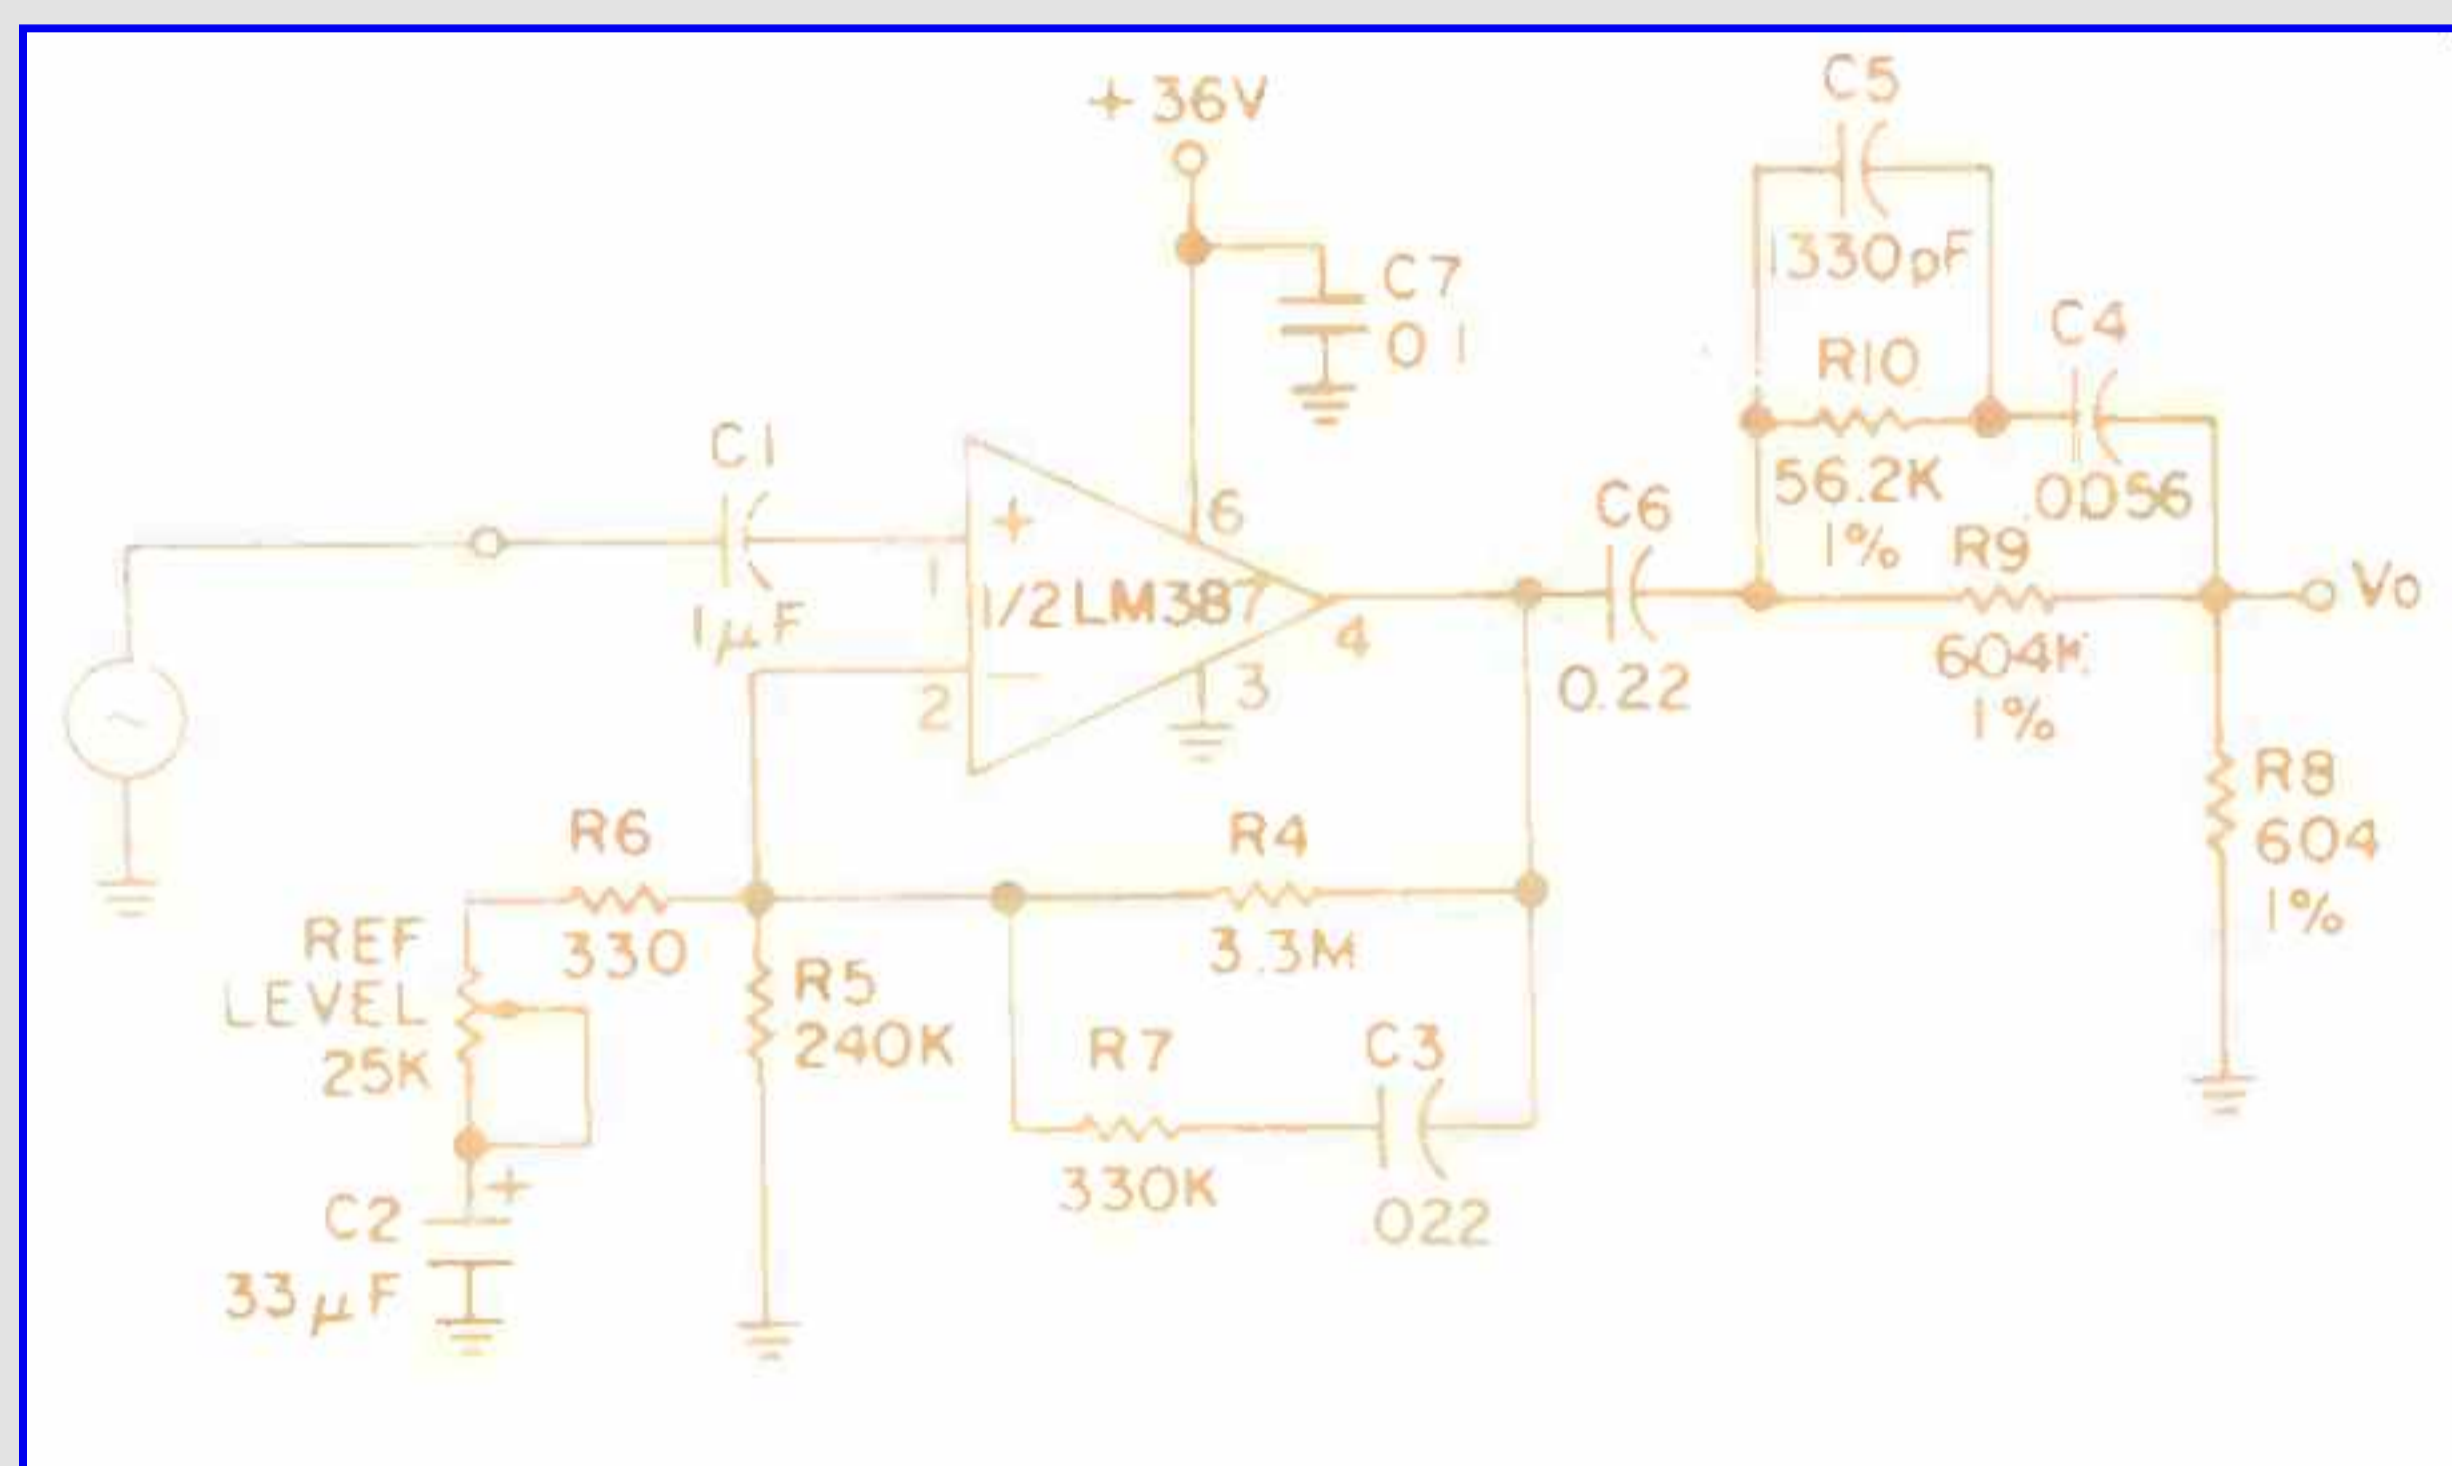 +36V
C5
1330pF
C7
0 1
C4
R10
C1
6
56.2K
.0056
C6
1%
R9
+
1
1/2 LM387
Vo
1μF
4
604K
0.22
3
2
1%
R8
604
1%
R6
R4
REF
LEVEL
25K
330
3.3M
R5
240K
R7
C3
+
C2
330K
022
33μF